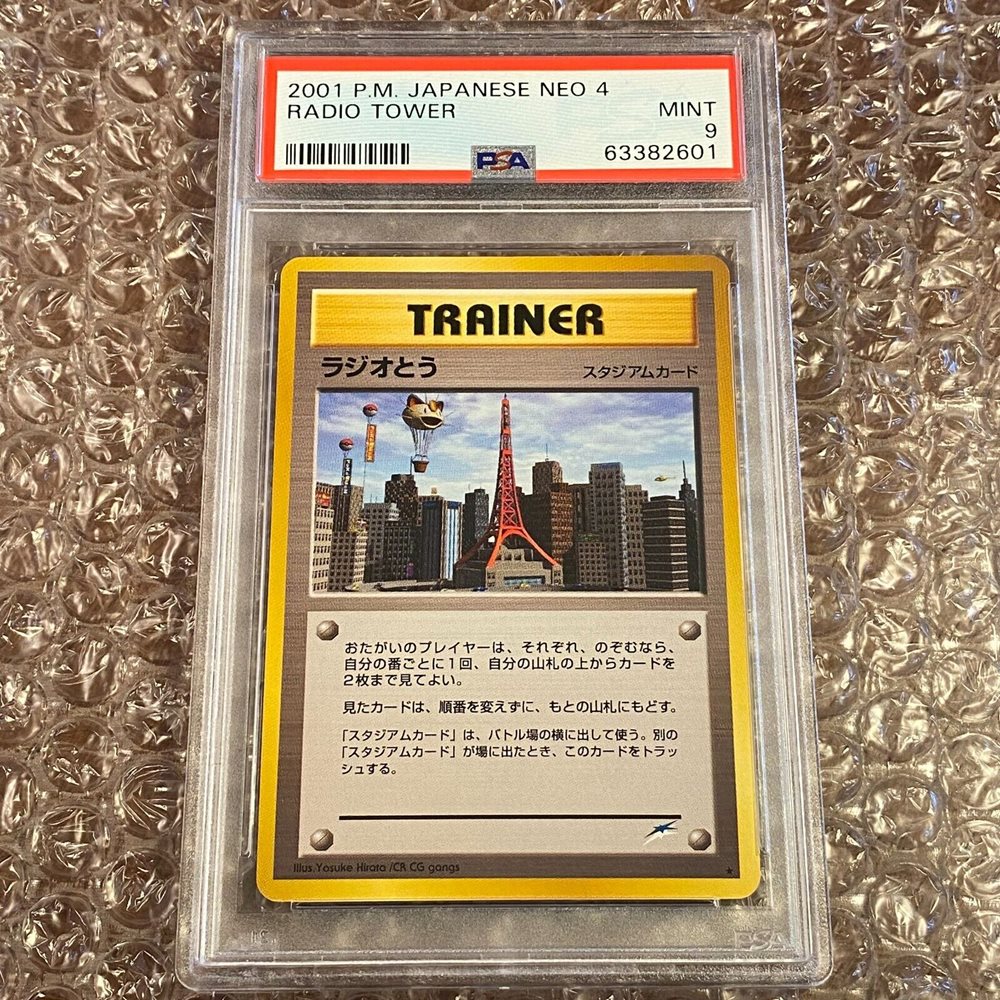 2001 P.M. JAPANESE NEO 4
RADIO TOWER
MINT
9
63382601
PSA
TRAINER
ラジオとう
スタジアムカード
おたがいのプレイヤーは、それぞれ、のぞむなら、
自分の番ごとに1回、自分の山札の上からカードを
2枚まで見てよい。
見たカードは、順番を変えずに、もとの山札にもどす。
「スタジアムカード」は、バトル場の横に出して使う。別の
「スタジアムカード」が場に出たとき、このカードをトラッ
シュする。
Illus.Yosuke Hirata /CR CG gangs
PSA